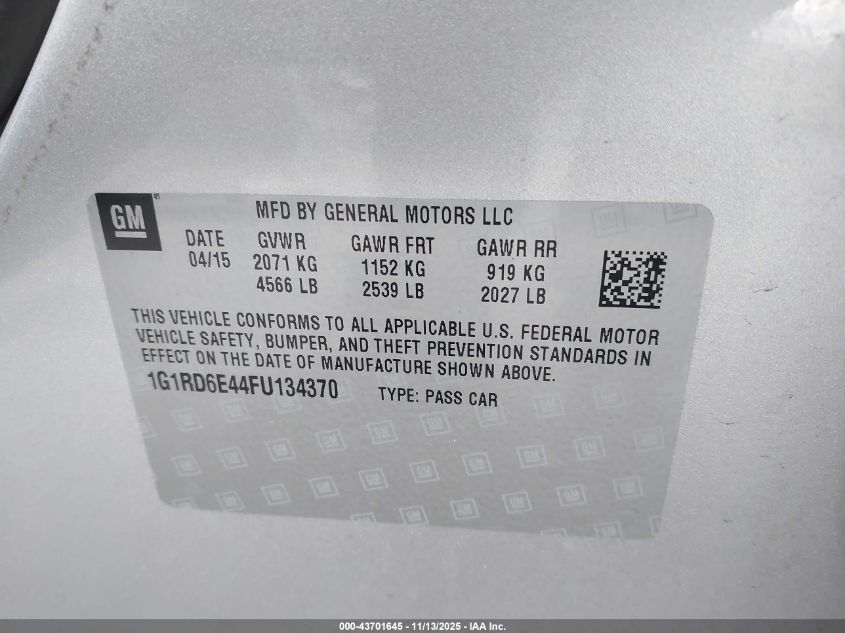 GM ®
MFD BY GENERAL MOTORS LLC
DATE GVWR GAWR FRT GAWR RR
04/15 2071 KG 1152 KG 919 KG
4566 LB 2539 LB 2027 LB
THIS VEHICLE CONFORMS TO ALL APPLICABLE U.S. FEDERAL MOTOR
VEHICLE SAFETY, BUMPER, AND THEFT PREVENTION STANDARDS IN
EFFECT ON THE DATE OF MANUFACTURE SHOWN ABOVE.
1G1RD6E44FU134370 TYPE: PASS CAR
000-43701645 - 11/13/2025 - IAA Inc.